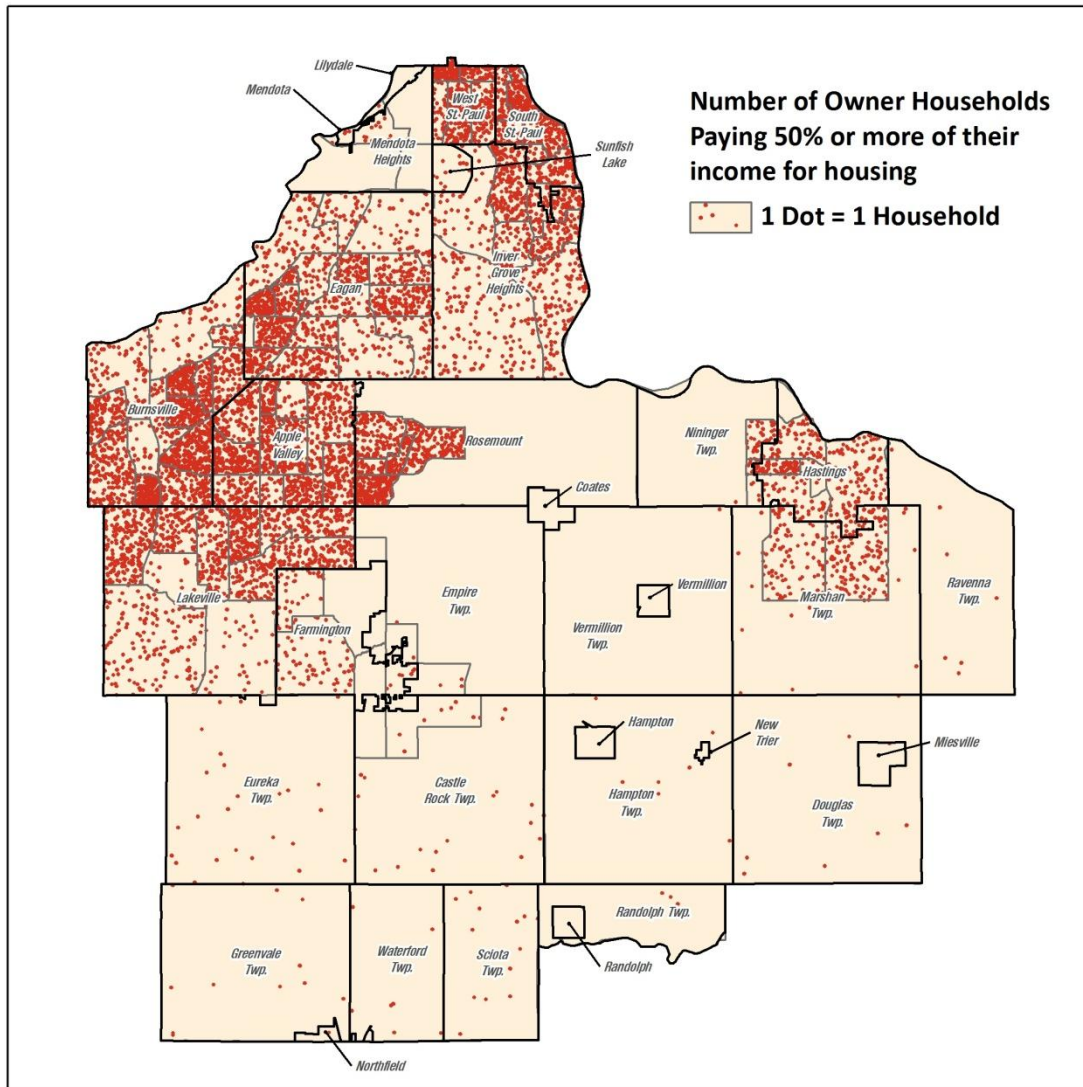 Lilydale
Mendota
West
St. Paul
South
St. Paul
Mendota
Heights
Sunfish
Lake
Number of Owner Households
Paying 50% or more of their
income for housing
1 Dot = 1 Household
Inver
Grove
Heights
Eagan
Burnsville
Apple
Valley
Rosemount
Nininger
Twp.
Hastings
Coates
Lakeville
Farmington
Empire
Twp.
Vermillion
Vermillion
Twp.
Marshan
Twp.
Ravenna
Twp.
Hampton
New
Trier
Miesville
Eureka
Twp.
Castle
Rock Twp.
Hampton
Twp.
Douglas
Twp.
Greenvale
Twp.
Waterford
Twp.
Sciota
Twp.
Randolph Twp.
Randolph
Northfield